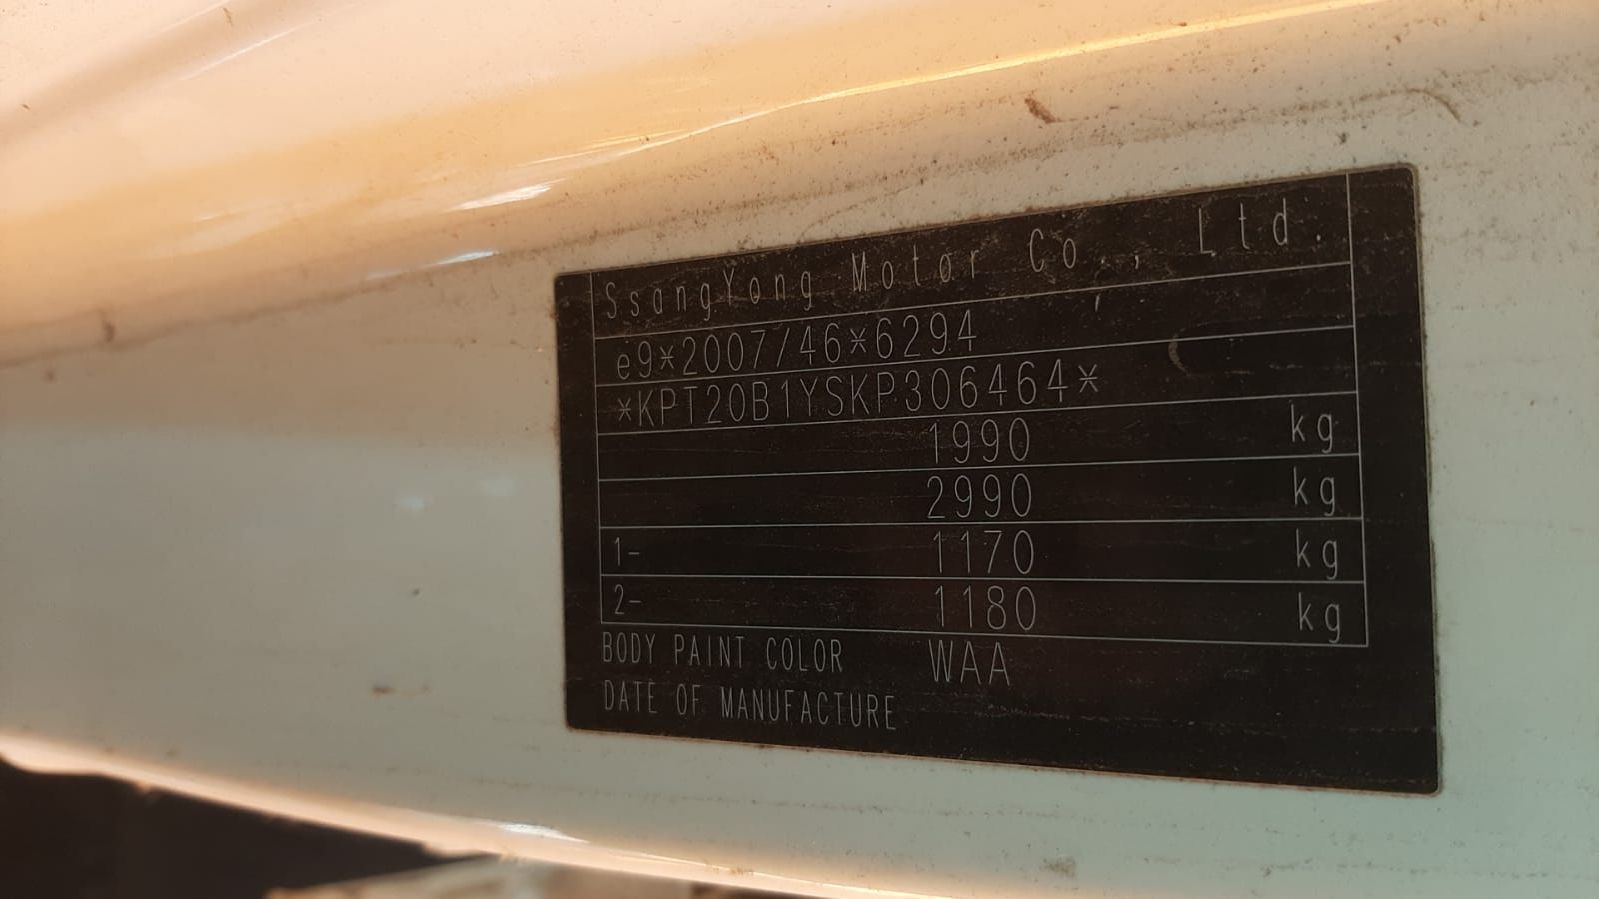 SsangYong Motor Co., Ltd.
e9*2007/46*6294
*KPT20B1YSKP306464*
1990 kg
2990 kg
1- 1170 kg
2- 1180 kg
BODY PAINT COLOR WAA
DATE OF MANUFACTURE